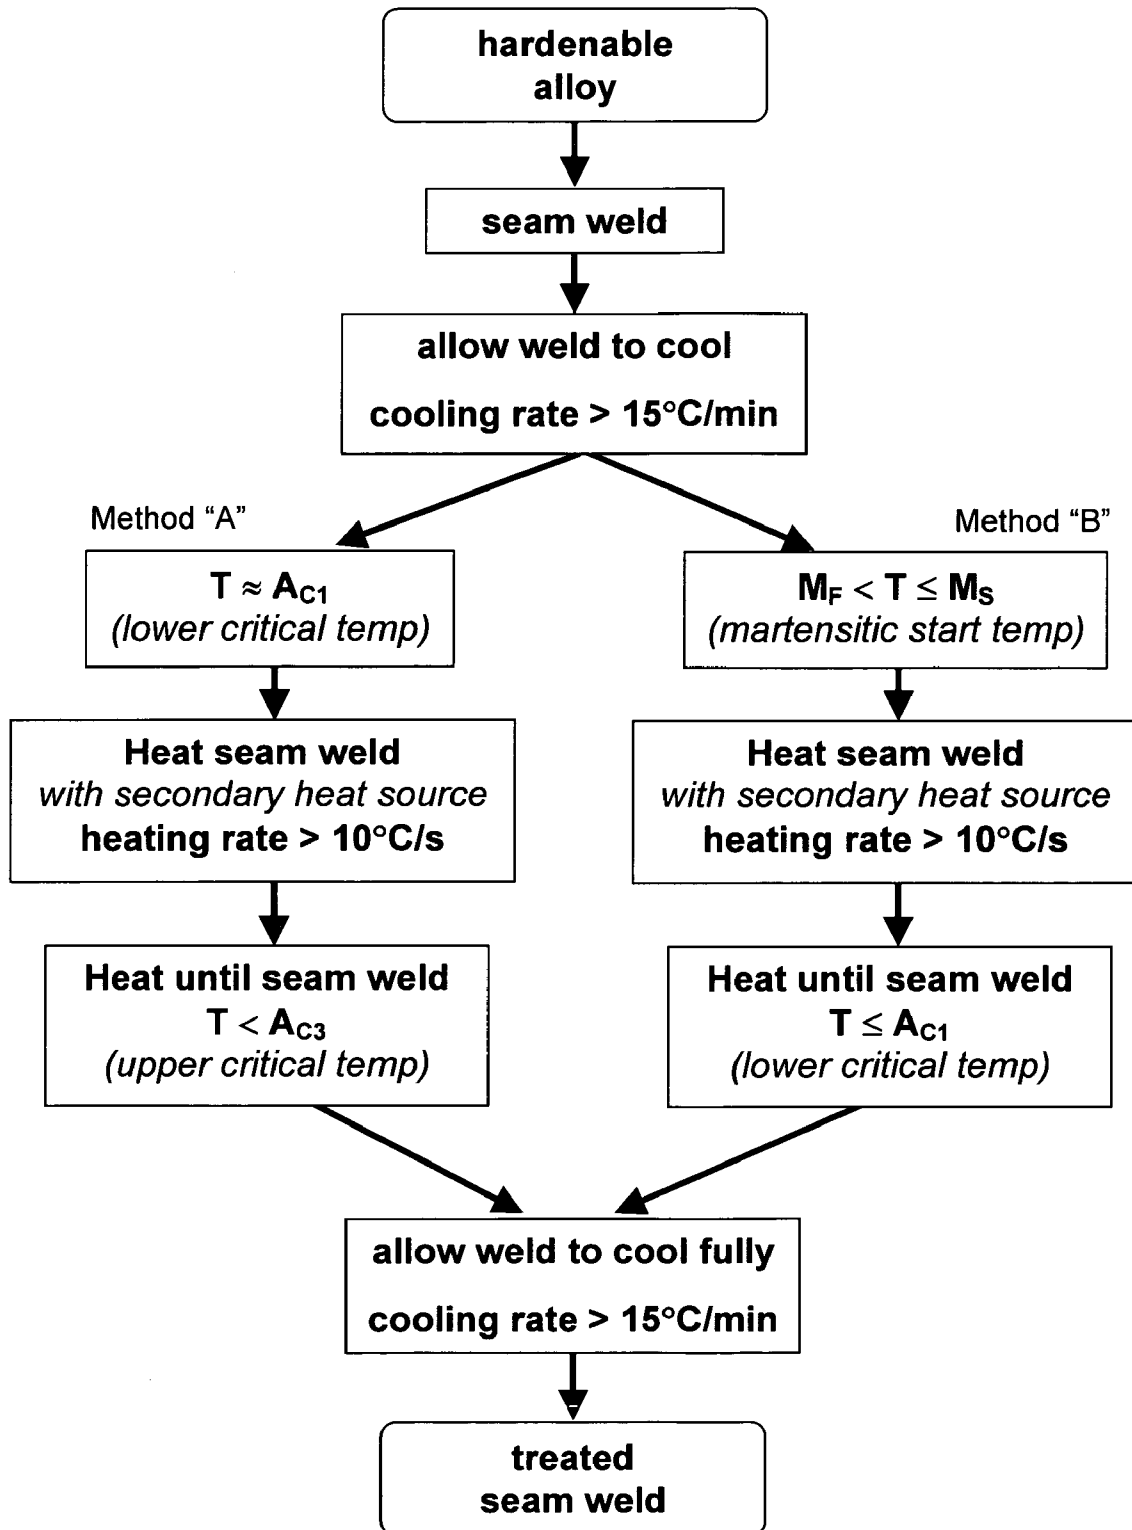 hardenable
alloy
seam weld
allow weld to cool
cooling rate > 15°C/min
Method “A”
T ≈ AC1
(lower critical temp)
Heat seam weld
with secondary heat source
heating rate > 10°C/s
Heat until seam weld
T < AC3
(upper critical temp)
Method “B”
MF < T ≤ MS
(martensitic start temp)
Heat seam weld
with secondary heat source
heating rate > 10°C/s
Heat until seam weld
T ≤ AC1
(lower critical temp)
allow weld to cool fully
cooling rate > 15°C/min
treated
seam weld